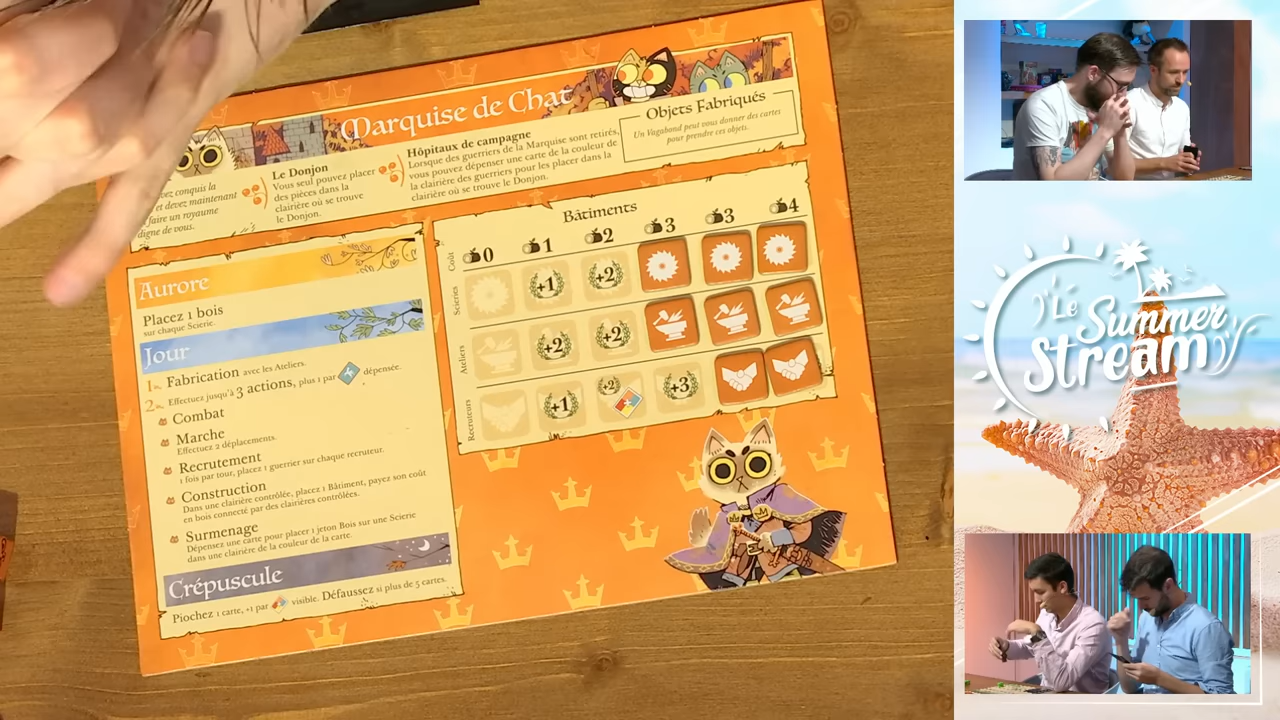 Marquise de Chat
Objets Fabriqués
Un Vagabond peut vous donner des cartes
pour prendre ces objets.
conquis la
et devez maintenant
faire un royaume
digne de vous.
Le Donjon
Vous seul pouvez placer
des pièces dans la
clairière où se trouve
le Donjon.
Hôpitaux de campagne
Lorsque des guerriers de la Marquise sont retirés,
vous pouvez dépenser une carte de la couleur de
la clairière des guerriers pour les placer dans la
clairière où se trouve le Donjon.
Aurore
Placez 1 bois
sur chaque Scierie.
Jour
1. Fabrication avec les Ateliers.
2. Effectuez jusqu'à 3 actions, plus 1 par dépensée.
Combat
Marche
Effectuez 2 déplacements.
Recrutement
1 fois par tour, placez 1 guerrier sur chaque recruteur.
Construction
Dans une clairière contrôlée, placez 1 Bâtiment, payez son coût
en bois connecté par des clairières contrôlées.
Surmenage
Dépensez une carte pour placer 1 jeton Bois sur une Scierie
dans une clairière de la couleur de la carte.
Crépuscule
Piochez 1 carte, +1 par visible. Défaussez si plus de 5 cartes.
Bâtiments
Coût 0 1 2 3 3 4
Scieries +1 +2
Ateliers +2 +2
Recruteurs +1 +2 +3
Le Summer
Stream